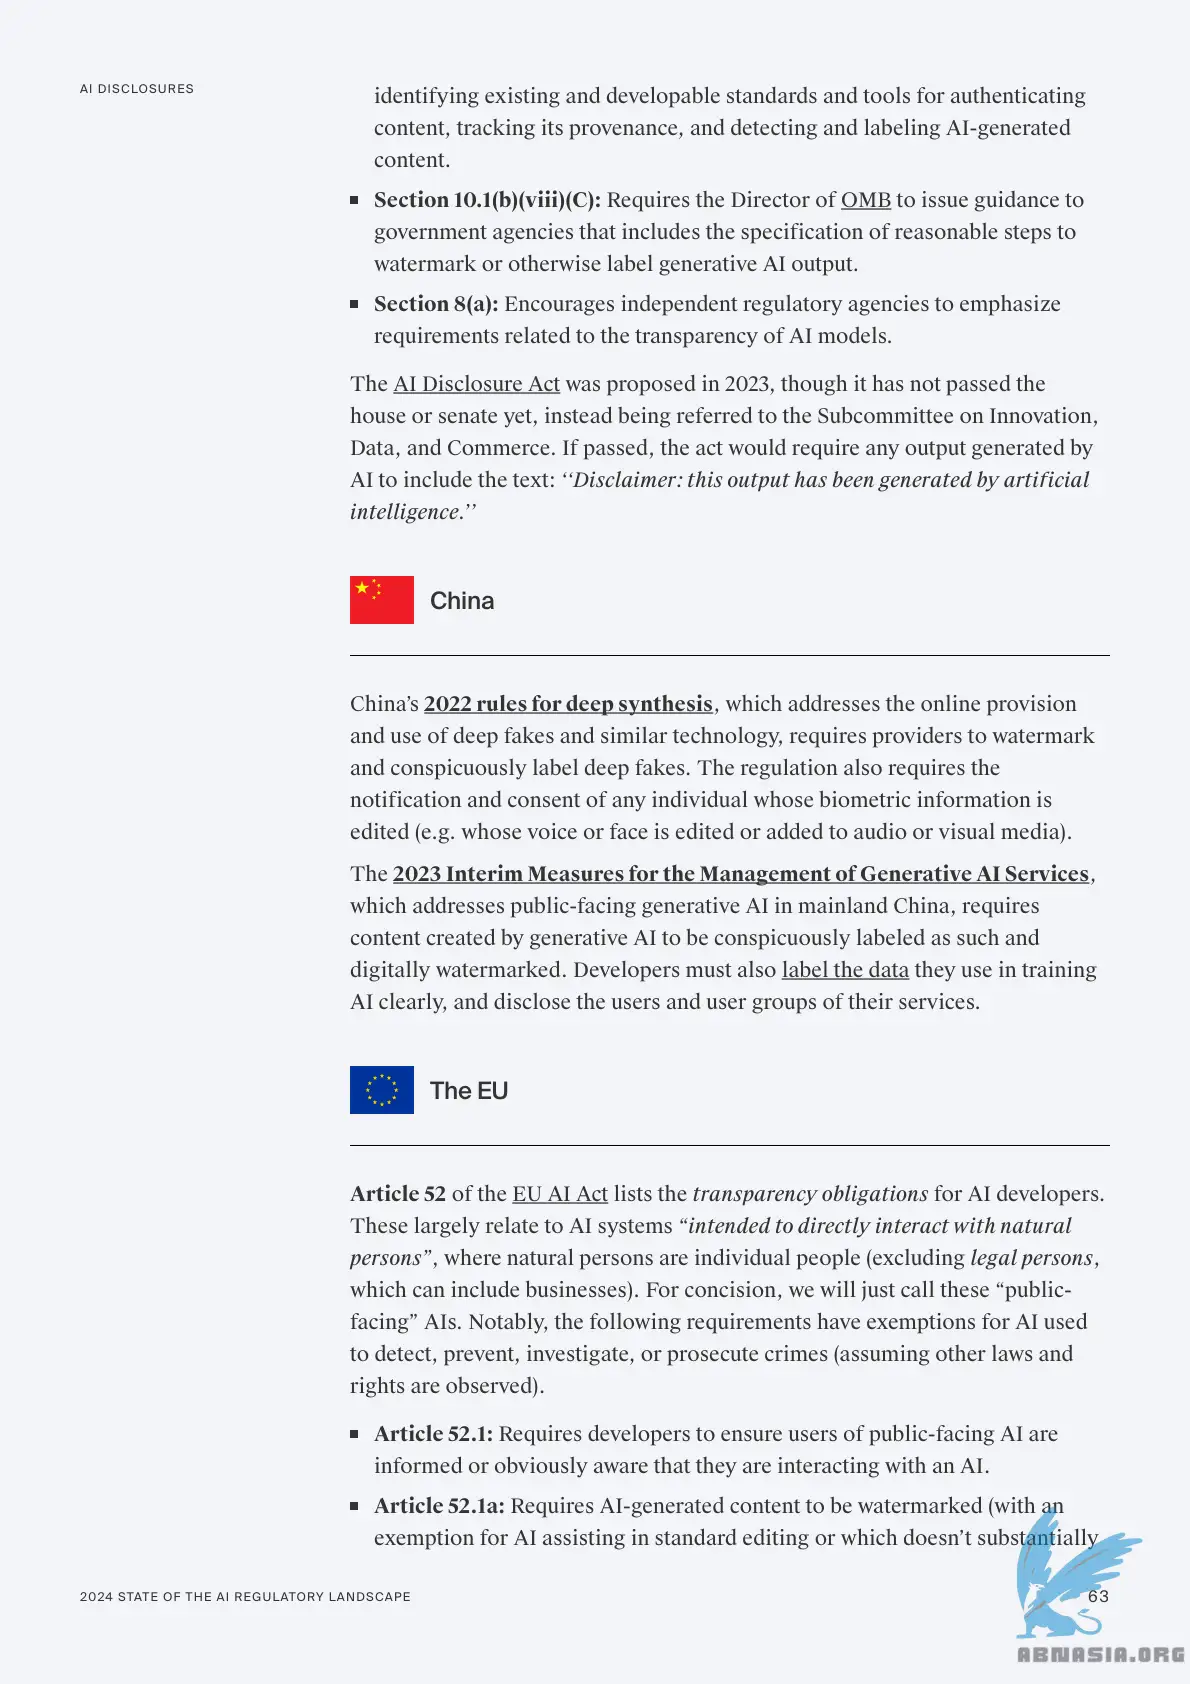 AI DISCLOSURES
identifying existing and developable standards and tools for authenticating
content, tracking its provenance, and detecting and labeling AI-generated
content.
Section 10.1(b)(viii)(C): Requires the Director of OMB to issue guidance to
government agencies that includes the specification of reasonable steps to
watermark or otherwise label generative AI output.
Section 8(a): Encourages independent regulatory agencies to emphasize
requirements related to the transparency of AI models.
The AI Disclosure Act was proposed in 2023, though it has not passed the
house or senate yet, instead being referred to the Subcommittee on Innovation,
Data, and Commerce. If passed, the act would require any output generated by
AI to include the text: ‘‘Disclaimer: this output has been generated by artificial
intelligence.’’
China
China’s 2022 rules for deep synthesis, which addresses the online provision
and use of deep fakes and similar technology, requires providers to watermark
and conspicuously label deep fakes. The regulation also requires the
notification and consent of any individual whose biometric information is
edited (e.g. whose voice or face is edited or added to audio or visual media).
The 2023 Interim Measures for the Management of Generative AI Services,
which addresses public-facing generative AI in mainland China, requires
content created by generative AI to be conspicuously labeled as such and
digitally watermarked. Developers must also label the data they use in training
AI clearly, and disclose the users and user groups of their services.
The EU
Article 52 of the EU AI Act lists the transparency obligations for AI developers.
These largely relate to AI systems “intended to directly interact with natural
persons”, where natural persons are individual people (excluding legal persons,
which can include businesses). For concision, we will just call these “public-
facing” AIs. Notably, the following requirements have exemptions for AI used
to detect, prevent, investigate, or prosecute crimes (assuming other laws and
rights are observed).
Article 52.1: Requires developers to ensure users of public-facing AI are
informed or obviously aware that they are interacting with an AI.
Article 52.1a: Requires AI-generated content to be watermarked (with an
exemption for AI assisting in standard editing or which doesn’t substantially
2024 STATE OF THE AI REGULATORY LANDSCAPE
63
ABNASIA.ORG